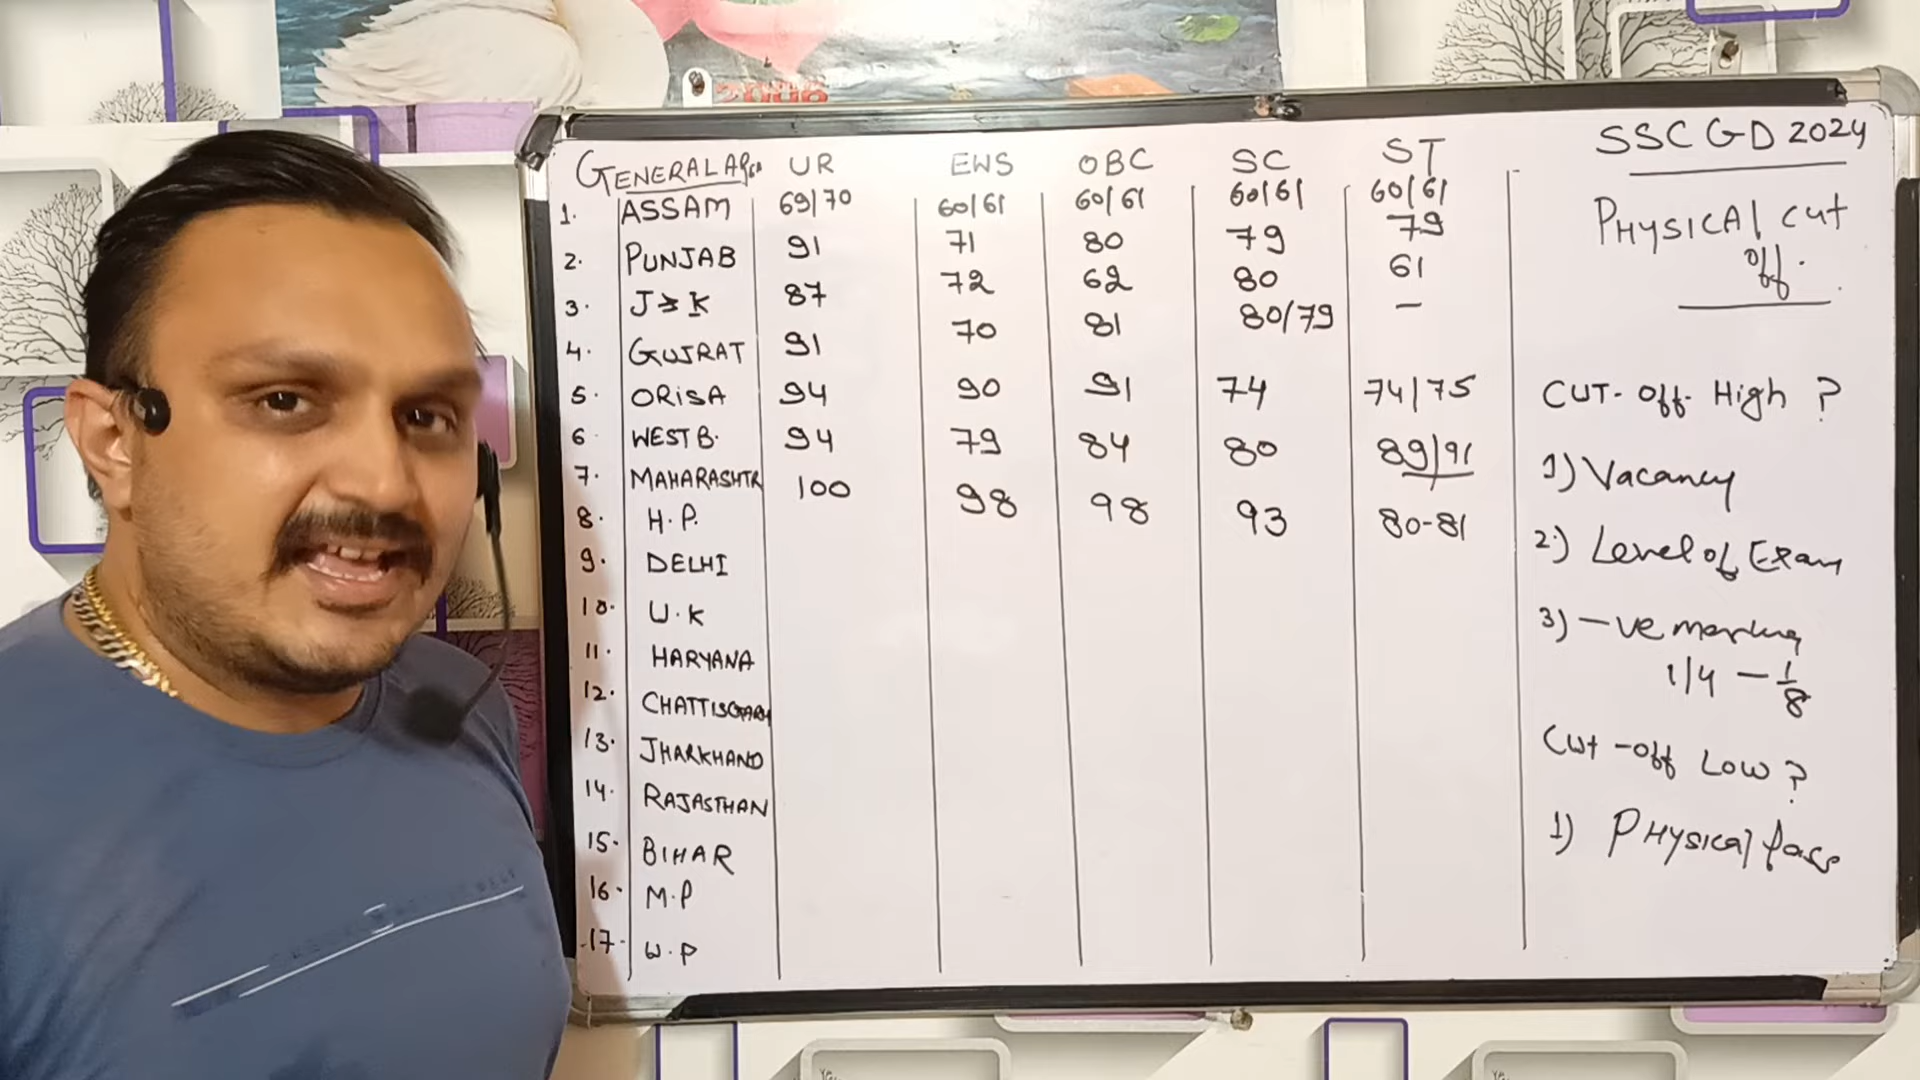 GENERAL Area UR EWS OBC SC ST
1. ASSAM 69/70 60/61 60/61 60/61 60/61
2. PUNJAB 91 71 80 79 79
3. J&K 87 72 62 80 61
4. GUJRAT 91 70 81 80/79 –
5. ORISA 94 90 91 74 74/75
6 WEST B. 94 79 84 80 89/91
7. MAHARASHTR 100 98 98 93 80-81
8. H.P.
9. DELHI
10. U.K
11. HARYANA
12. CHATTISGARH
13. JHARKHAND
14. RAJASTHAN
15. BIHAR
16. M.P
17. U.P
SSC GD 2024
PHYSICAL CUT
off.
CUT-Off High ?
1) Vacancy
2.) Level of Exam
3) –ve marking
1/4 – 1/8
Cut-off Low ?
1) PHYSICAL pass